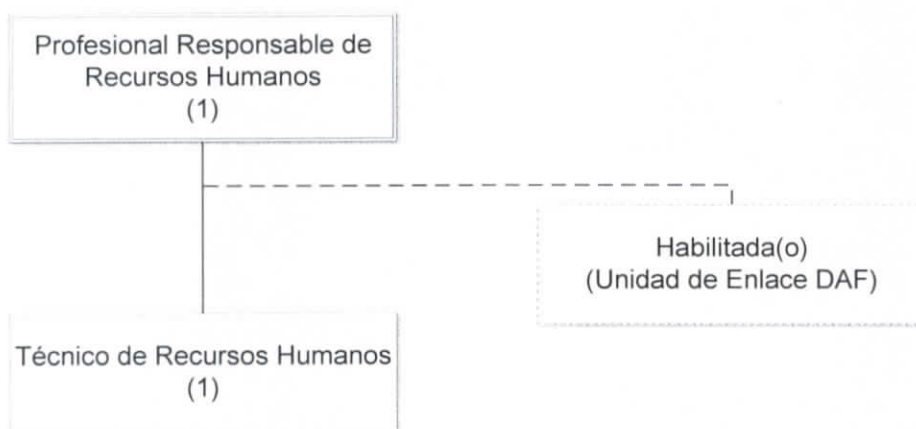 Profesional Responsable de
Recursos Humanos
(1)
Habilitada(o)
(Unidad de Enlace DAF)
Técnico de Recursos Humanos
(1)